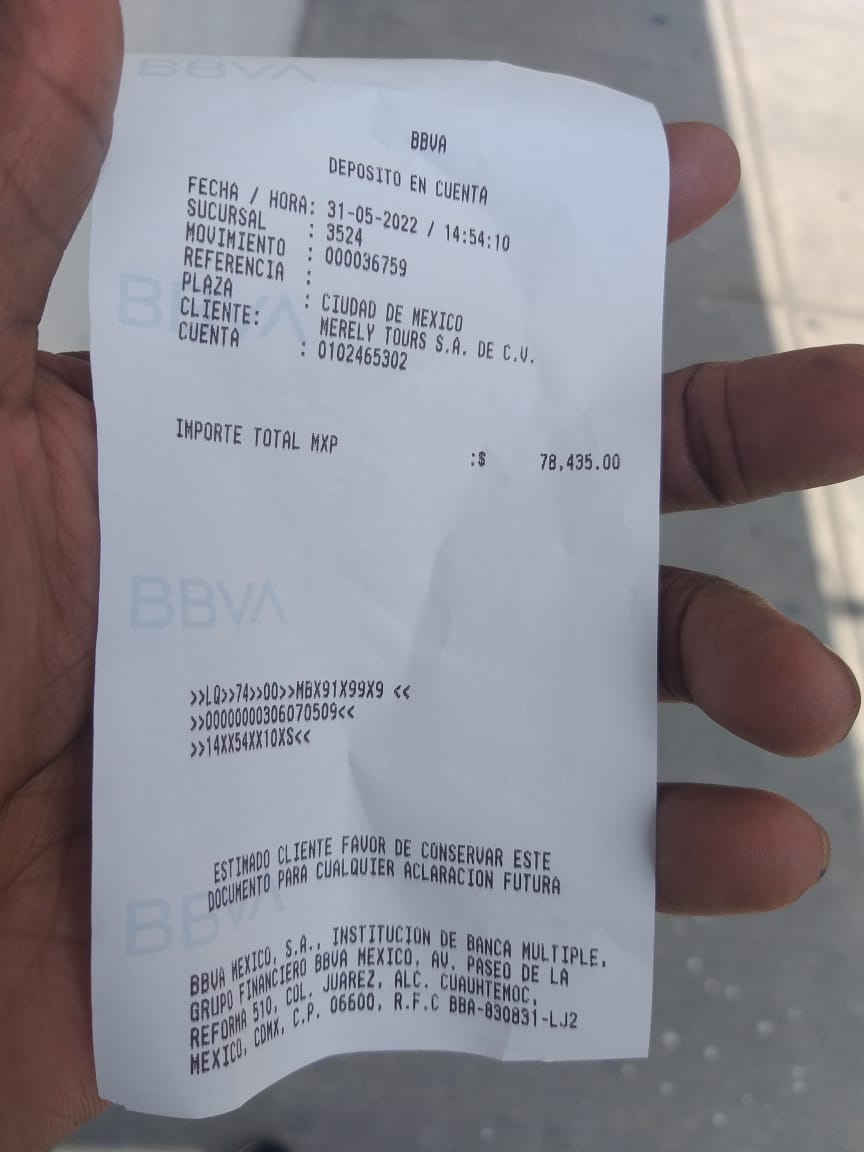 BBVA
BBVA
DEPOSITO EN CUENTA
FECHA / HORA: 31-05-2022 / 14:54:10
SUCURSAL : 3524
MOVIMIENTO : 000036759
REFERENCIA :
PLAZA : CIUDAD DE MEXICO
CLIENTE: MERELY TOURS S.A. DE C.V.
CUENTA : 0102465302
BBVA
IMPORTE TOTAL MXP :$ 78,435.00
BBVA
>>LQ>>74>>00>>MBX91X99X9 <<
>>00000000306070509<<
>>14XX54XX10XS<<
ESTIMADO CLIENTE FAVOR DE CONSERVAR ESTE
DOCUMENTO PARA CUALQUIER ACLARACION FUTURA
BBVA
BBVA MEXICO, S.A., INSTITUCION DE BANCA MULTIPLE,
GRUPO FINANCIERO BBVA MEXICO, AV. PASEO DE LA
REFORMA 510, COL. JUAREZ, ALC. CUAUHTEMOC,
MEXICO, CDMX, C.P. 06600, R.F.C BBA-830831-LJ2